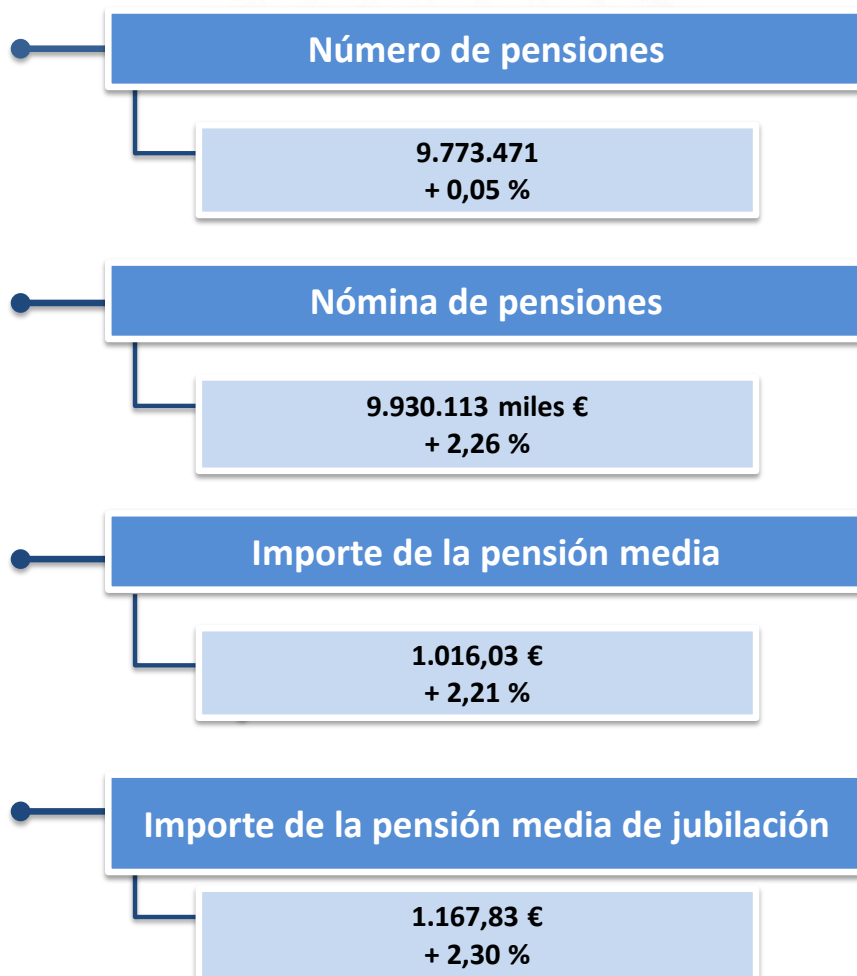 Número de pensiones
9.773.471
+ 0,05 %
Nómina de pensiones
9.930.113 miles €
+ 2,26 %
Importe de la pensión media
1.016,03 €
+ 2,21 %
Importe de la pensión media de jubilación
1.167,83 €
+ 2,30 %